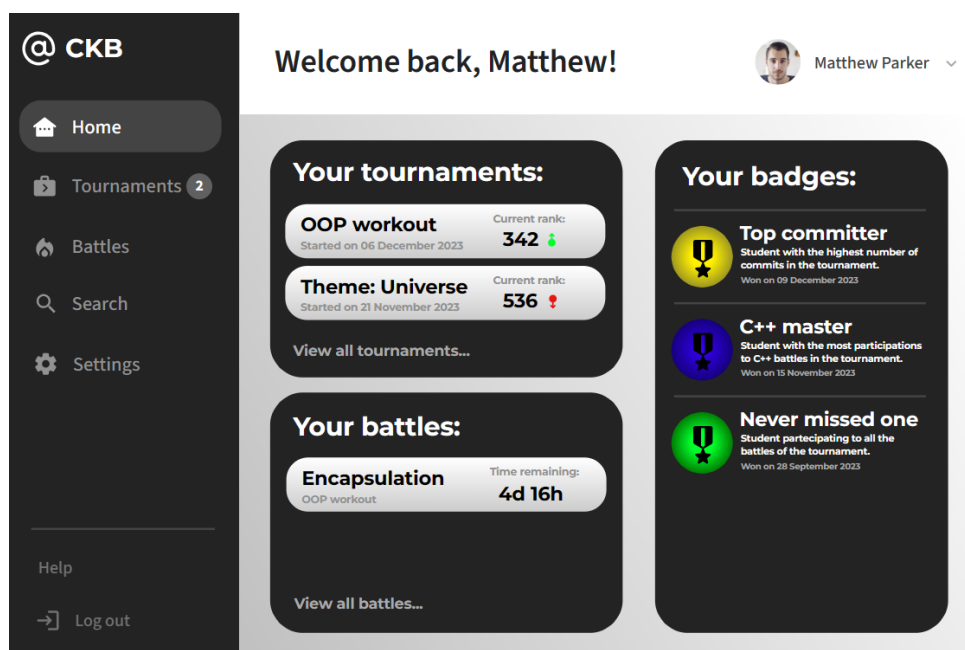 @ CKB
Home
Tournaments 2
Battles
Search
Settings
Help
Log out
Welcome back, Matthew!
Matthew Parker
Your tournaments:
OOP workout
Started on 06 December 2023
Current rank:
342
Theme: Universe
Started on 21 November 2023
Current rank:
536
View all tournaments...
Your battles:
Encapsulation
OOP workout
Time remaining:
4d 16h
View all battles...
Your badges:
Top committer
Student with the highest number of
commits in the tournament.
Won on 09 December 2023
C++ master
Student with the most participations
to C++ battles in the tournament.
Won on 15 November 2023
Never missed one
Student partecipating to all the
battles of the tournament.
Won on 28 September 2023